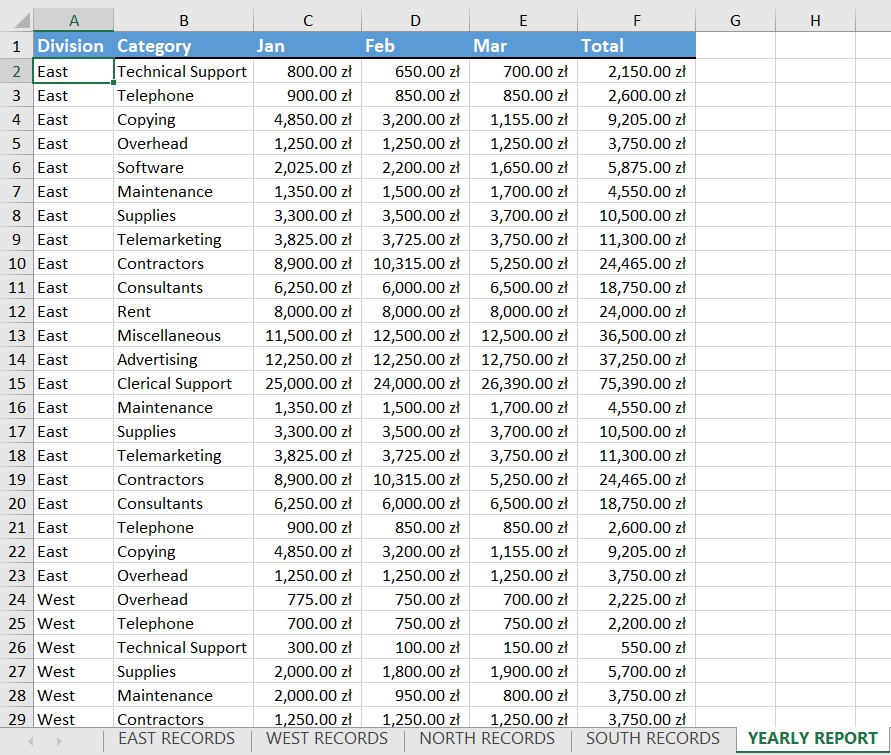 A B C D E F G H
1 Division Category Jan Feb Mar Total
2 East Technical Support 800.00 zł 650.00 zł 700.00 zł 2,150.00 zł
3 East Telephone 900.00 zł 850.00 zł 850.00 zł 2,600.00 zł
4 East Copying 4,850.00 zł 3,200.00 zł 1,155.00 zł 9,205.00 zł
5 East Overhead 1,250.00 zł 1,250.00 zł 1,250.00 zł 3,750.00 zł
6 East Software 2,025.00 zł 2,200.00 zł 1,650.00 zł 5,875.00 zł
7 East Maintenance 1,350.00 zł 1,500.00 zł 1,700.00 zł 4,550.00 zł
8 East Supplies 3,300.00 zł 3,500.00 zł 3,700.00 zł 10,500.00 zł
9 East Telemarketing 3,825.00 zł 3,725.00 zł 3,750.00 zł 11,300.00 zł
10 East Contractors 8,900.00 zł 10,315.00 zł 5,250.00 zł 24,465.00 zł
11 East Consultants 6,250.00 zł 6,000.00 zł 6,500.00 zł 18,750.00 zł
12 East Rent 8,000.00 zł 8,000.00 zł 8,000.00 zł 24,000.00 zł
13 East Miscellaneous 11,500.00 zł 12,500.00 zł 12,500.00 zł 36,500.00 zł
14 East Advertising 12,250.00 zł 12,250.00 zł 12,750.00 zł 37,250.00 zł
15 East Clerical Support 25,000.00 zł 24,000.00 zł 26,390.00 zł 75,390.00 zł
16 East Maintenance 1,350.00 zł 1,500.00 zł 1,700.00 zł 4,550.00 zł
17 East Supplies 3,300.00 zł 3,500.00 zł 3,700.00 zł 10,500.00 zł
18 East Telemarketing 3,825.00 zł 3,725.00 zł 3,750.00 zł 11,300.00 zł
19 East Contractors 8,900.00 zł 10,315.00 zł 5,250.00 zł 24,465.00 zł
20 East Consultants 6,250.00 zł 6,000.00 zł 6,500.00 zł 18,750.00 zł
21 East Telephone 900.00 zł 850.00 zł 850.00 zł 2,600.00 zł
22 East Copying 4,850.00 zł 3,200.00 zł 1,155.00 zł 9,205.00 zł
23 East Overhead 1,250.00 zł 1,250.00 zł 1,250.00 zł 3,750.00 zł
24 West Overhead 775.00 zł 750.00 zł 700.00 zł 2,225.00 zł
25 West Telephone 700.00 zł 750.00 zł 750.00 zł 2,200.00 zł
26 West Technical Support 300.00 zł 100.00 zł 150.00 zł 550.00 zł
27 West Supplies 2,000.00 zł 1,800.00 zł 1,900.00 zł 5,700.00 zł
28 West Maintenance 2,000.00 zł 950.00 zł 800.00 zł 3,750.00 zł
29 West Contractors 1,250.00 zł 1,250.00 zł 1,250.00 zł 3,750.00 zł
EAST RECORDS WEST RECORDS NORTH RECORDS SOUTH RECORDS YEARLY REPORT